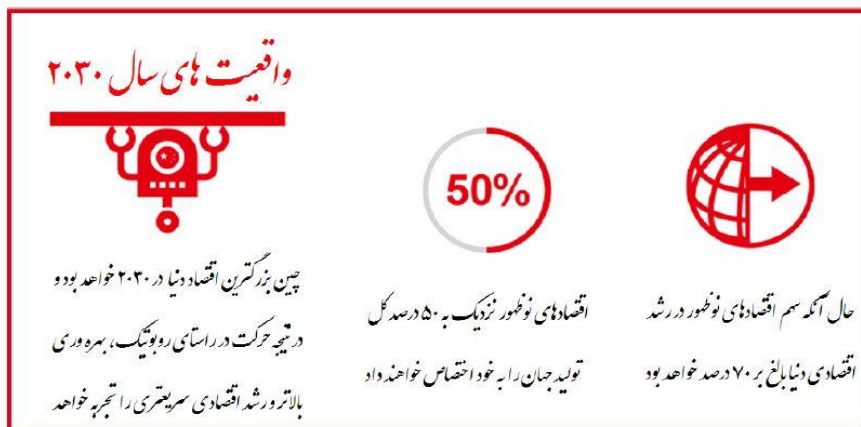 واقعیت های سال ۲۰۳۰
حال آنکه سهم اقتصادهای نوظهور در رشد
اقتصادی دنیا بالغ بر ۷۰ درصد خواهد بود
50%
اقتصادهای نوظهور نزدیک به ۵۰ درصد کل
تولید جهان را به خود اختصاص خواهند داد
چین بزرگترین اقتصاد دنیا در ۲۰۳۰ خواهد بود و
در نتیجه حرکت در راستای روبوتیک، بهره وری
بالاتر و رشد اقتصادی سریعتری را تجربه خواهد